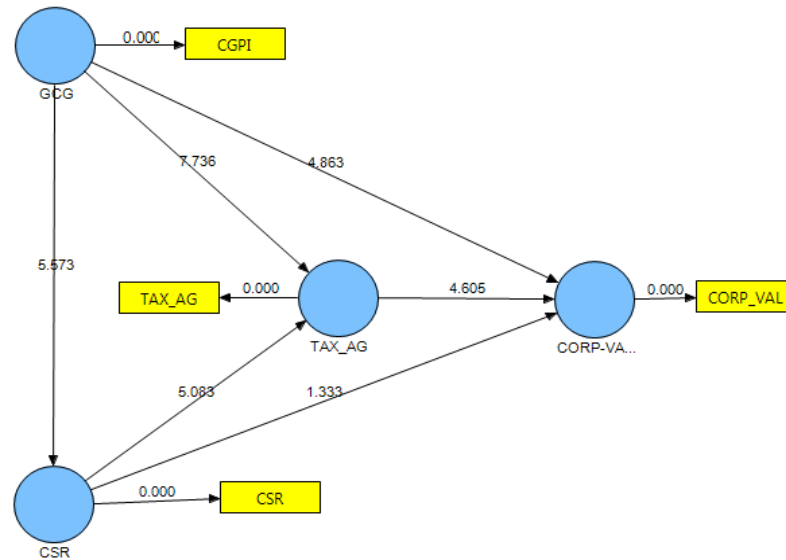 0.000
CGPI
GCG
7.736
4.863
5.573
TAX_AG
0.000
4.605
0.000
CORP_VAL
TAX_AG
CORP-VA...
5.083
1.333
0.000
CSR
CSR